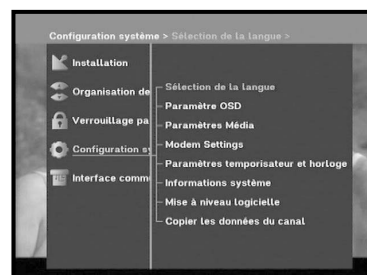 Configuration système > Sélection de la langue >
Installation
Organisation de
Verrouillage pa
Configuration sy
Interface commu
Sélection de la langue
Paramètre OSD
Paramètres Média
Modem Settings
Paramètres temporisateur et horloge
Informations système
Mise à niveau logicielle
Copier les données du canal